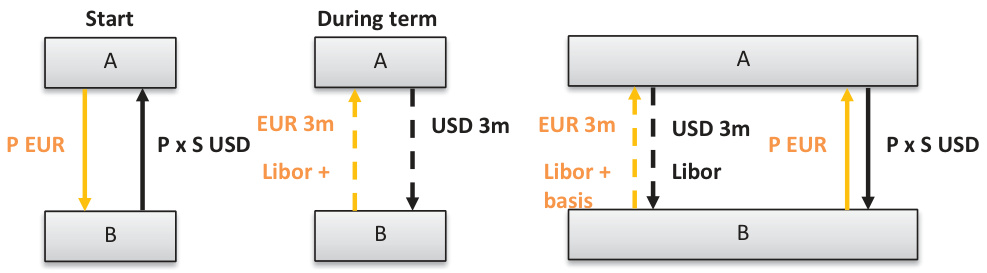 Start
A
P EUR
P x S USD
B
During term
A
EUR 3m
Libor +
USD 3m
B
A
EUR 3m
Libor +
basis
USD 3m
Libor
P EUR
P x S USD
B